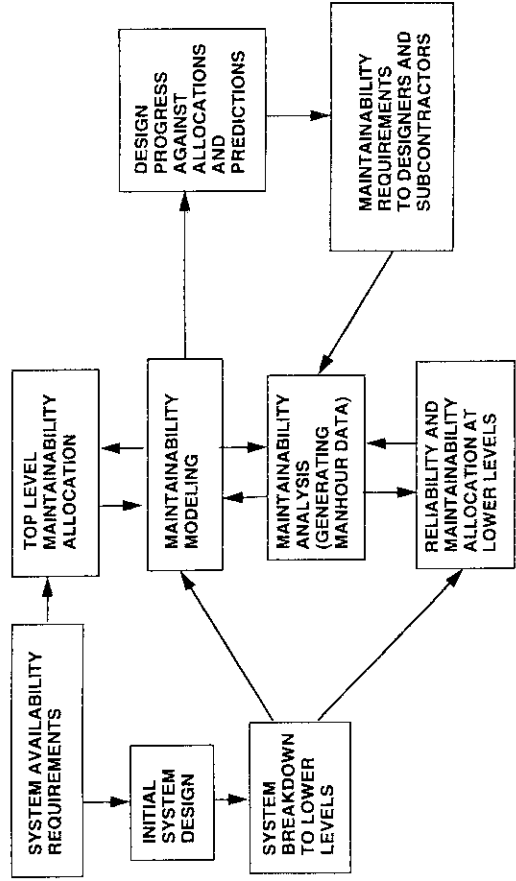 SYSTEM AVAILABILITY
REQUIREMENTS
INITIAL
SYSTEM
DESIGN
SYSTEM
BREAKDOWN
TO LOWER
LEVELS
TOP LEVEL
MAINTAINABILITY
ALLOCATION
MAINTAINABILITY
MODELING
MAINTAINABILITY
ANALYSIS
(GENERATING
MANHOUR DATA)
RELIABILITY AND
MAINTAINABILITY
ALLOCATION AT
LOWER LEVELS
DESIGN
PROGRESS
AGAINST
ALLOCATIONS
AND
PREDICTIONS
MAINTAINABILITY
REQUIREMENTS
TO DESIGNERS AND
SUBCONTRACTORS